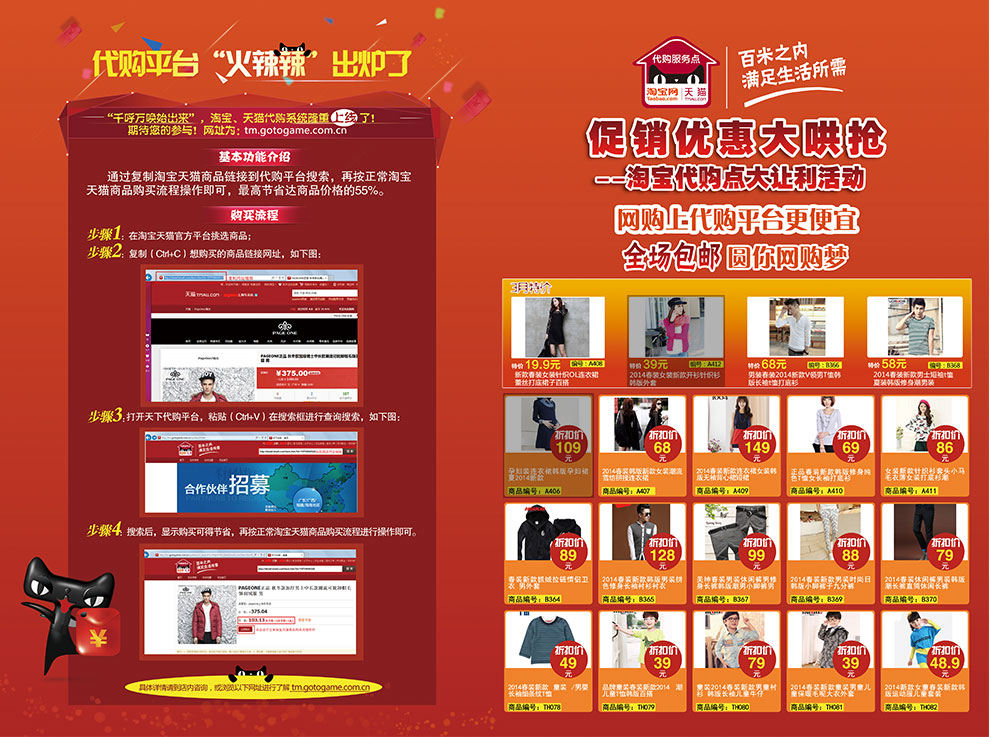 代购平台“火辣辣”出炉了
“千呼万唤始出来”，淘宝、天猫代购系统隆重上线了！
期待您的参与！网址为：tm.gotogame.com.cn
基本功能介绍
通过复制淘宝天猫商品链接到代购平台搜索，再按正常淘宝
天猫商品购买流程操作即可，最高节省达商品价格的55%。
购买流程
步骤1：在淘宝天猫官方平台挑选商品；
步骤2：复制（Ctrl+C）想购买的商品链接网址，如下图：
天猫 TMALL.COM
PAGE ONE
¥375.00
步骤3：打开天下代购平台，粘贴（Ctrl+V）在搜索框进行查询搜索，如下图：
合作伙伴招募
步骤4：搜索后，显示购买可得节省，再按正常淘宝天猫商品购买流程进行操作即可。
375.04
¥
具体详情请到店内咨询，或浏览以下网址进行了解 tm.gotogame.com.cn
代购服务点
淘宝网 Taobao.com 天猫 TMALL.COM
百米之内
满足生活所需
促销优惠大哄抢
--淘宝代购点大让利活动
网购上代购平台更便宜
全场包邮 圆你网购梦
3月特价
特价19.9元 编号：A408
新款春装女装针织OL连衣裙
蕾丝打底裙子百搭
特价39元 编号：A412
2014春装女装新款开衫针织衫
韩版外套
特价68元 编号：B366
男装春装2014新款V领男T恤韩
版长袖t恤打底衫
特价58元 编号：B368
2014春装新款男士短袖t恤
夏装韩版修身潮男装
折扣价 109元
孕妇装连衣裙韩版孕妇裙
夏2014新款
商品编号：A406
折扣价 68元
2014春装韩版新款女装潮流蕾
雪纺拼接连衣裙
商品编号：A407
折扣价 149元
2014春装新款连衣裙女装韩
版无袖背心裙短裙
商品编号：A409
折扣价 69元
正品春装新款韩版修身纯
色T恤女长袖打底衫
商品编号：A410
折扣价 86元
女装新款针织衫套头小马
毛衣薄女装打底衫潮
商品编号：A411
折扣价 89元
春装新款抓绒拉链情侣卫
衣 男外套
商品编号：B364
折扣价 128元
2014春装新款韩版男装拼
色修身长袖衬衫衬衣
商品编号：B365
折扣价 99元
美绅春装男装休闲裤男修
身长裤韩版潮男小脚裤男
商品编号：B367
折扣价 88元
2014春装新款男装时尚日
韩版小脚裤子九分裤
商品编号：B369
折扣价 79元
2014春装休闲裤男装韩版
长裤直筒休闲长裤
商品编号：B370
折扣价 49元
2014春装新款 童装 /男婴
长袖细条纹T恤
商品编号：TH078
折扣价 39元
品牌童装春装新款2014 潮
儿童T恤韩版百搭
商品编号：TH079
折扣价 79元
童装2014春装新款男童衬
衫 韩版长袖儿童牛仔
商品编号：TH080
折扣价 39元
2014春装新款童装男童儿
童保暖毛呢大衣外套
商品编号：TH081
折扣价 48.9元
2014新款女童春装新款韩
版运动服儿童套装
商品编号：TH082